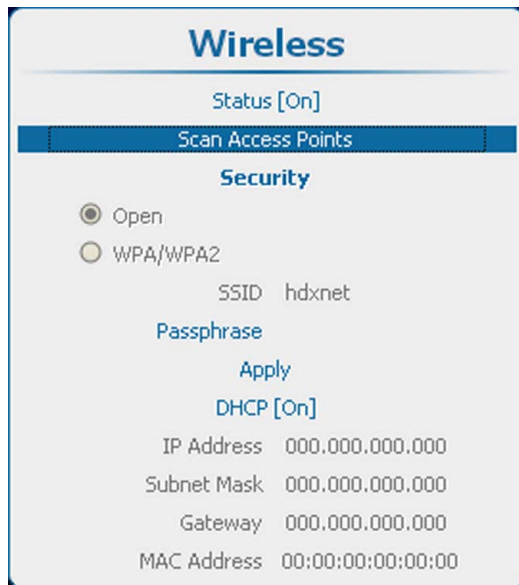 Wireless
Status [On]
Scan Access Points
Security
Open
WPA/WPA2
SSID hdxnet
Passphrase
Apply
DHCP [On]
IP Address 000.000.000.000
Subnet Mask 000.000.000.000
Gateway 000.000.000.000
MAC Address 00:00:00:00:00:00